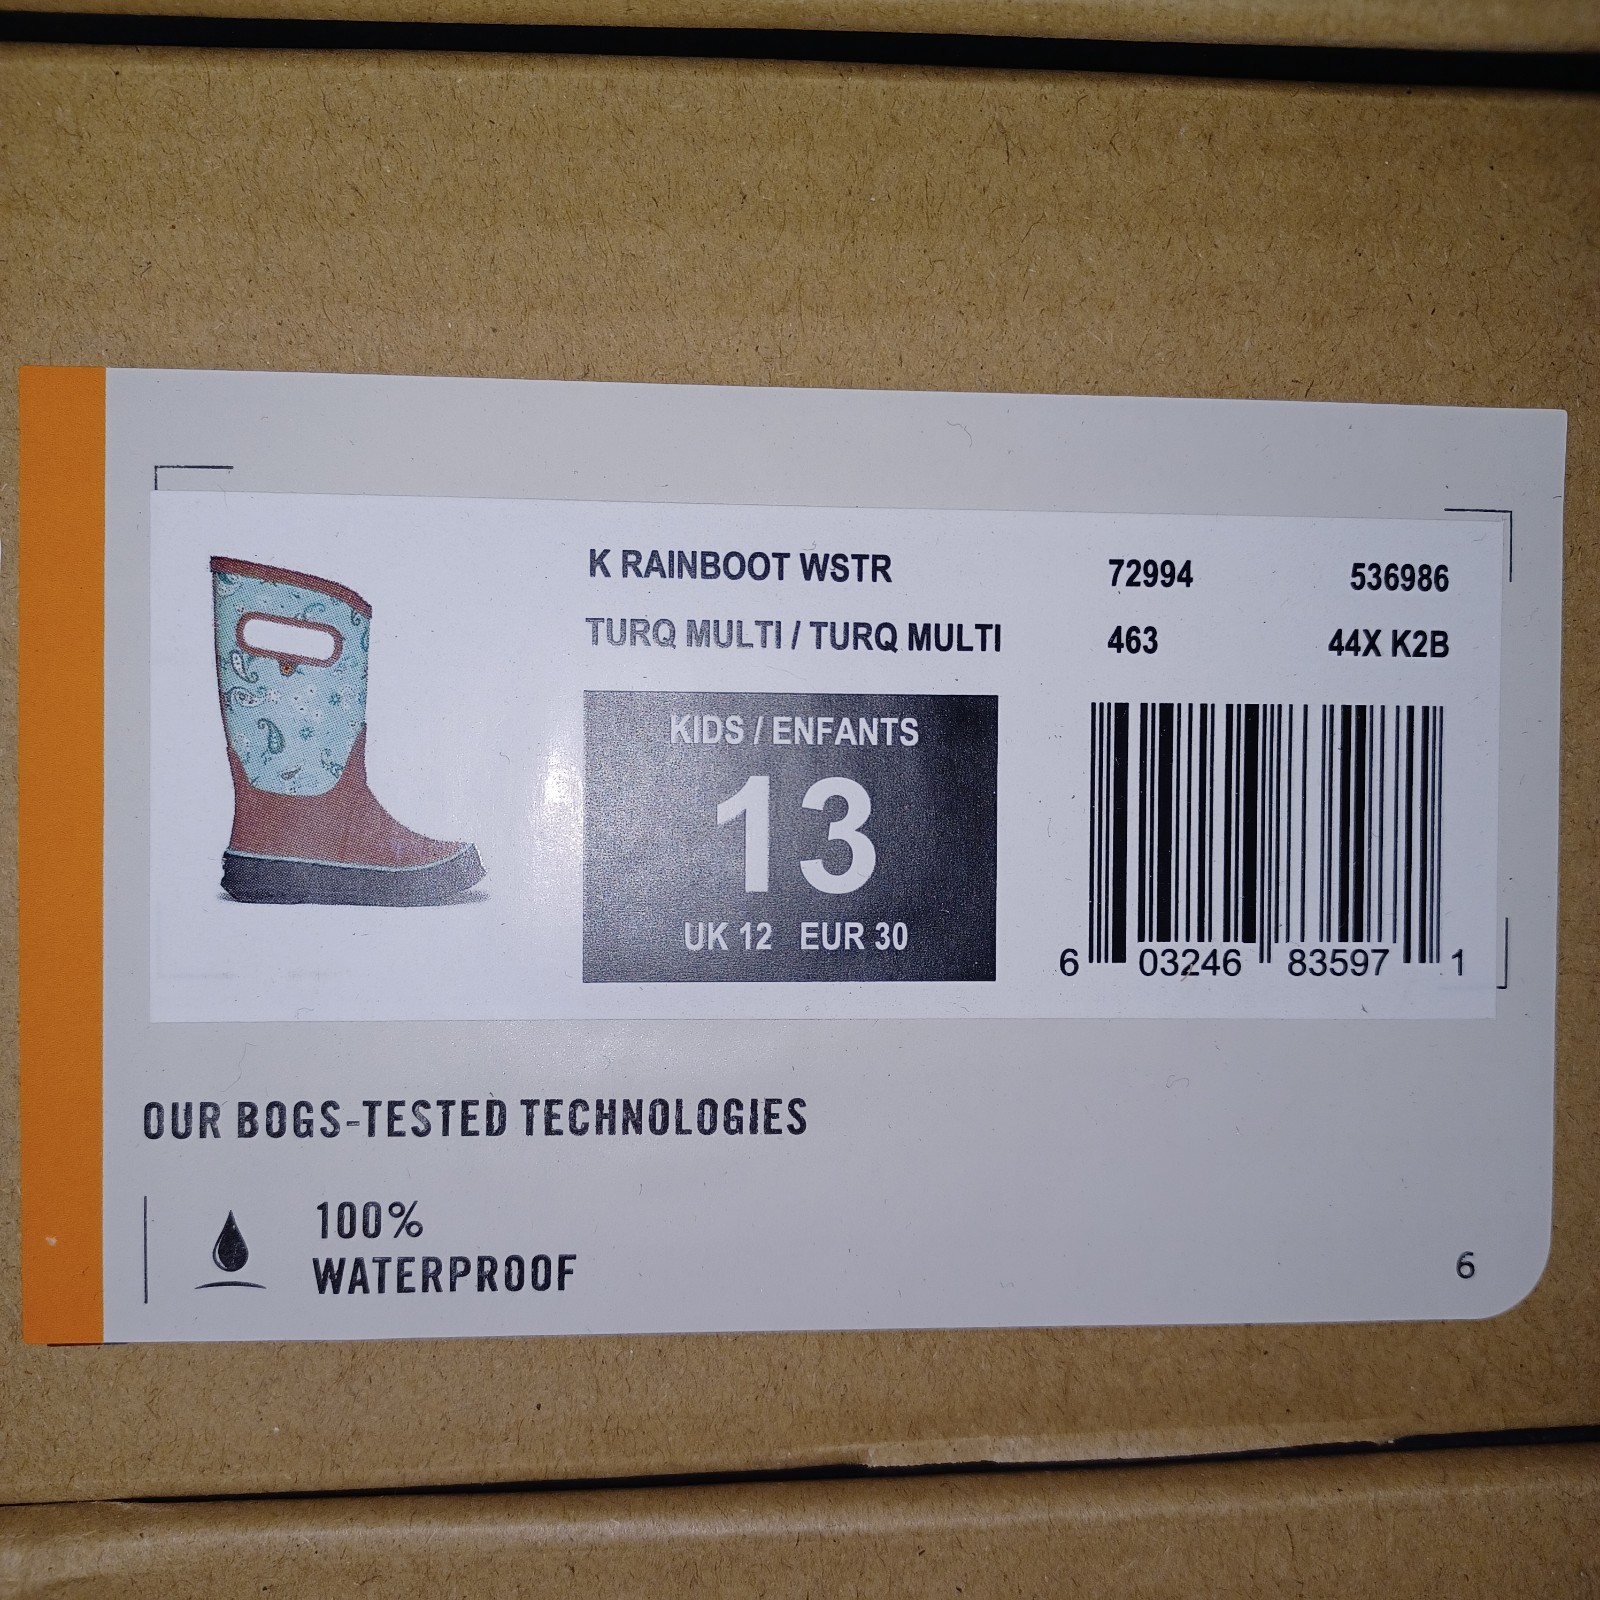 K RAINBOOT WSTR 72994 536986
TURQ MULTI / TURQ MULTI 463 44X K2B
KIDS / ENFANTS
13
UK 12 EUR 30
6 03246 83597 1
OUR BOGS-TESTED TECHNOLOGIES
100%
WATERPROOF
6